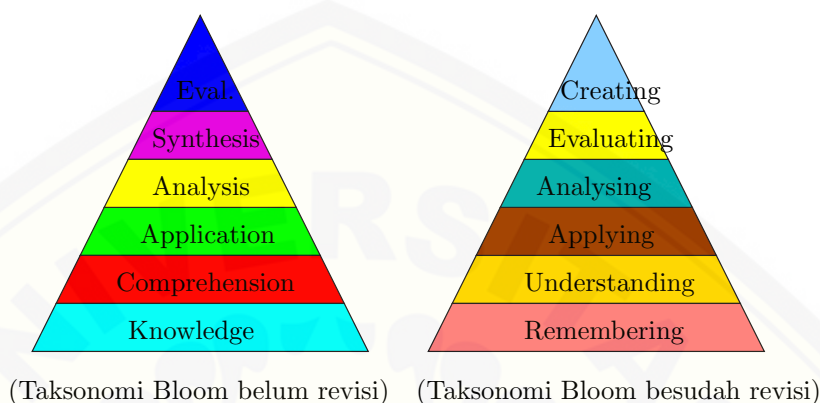 Eval.
Synthesis
Analysis
Application
Comprehension
Knowledge
(Taksonomi Bloom belum revisi)
Creating
Evaluating
Analysing
Applying
Understanding
Remembering
(Taksonomi Bloom besudah revisi)